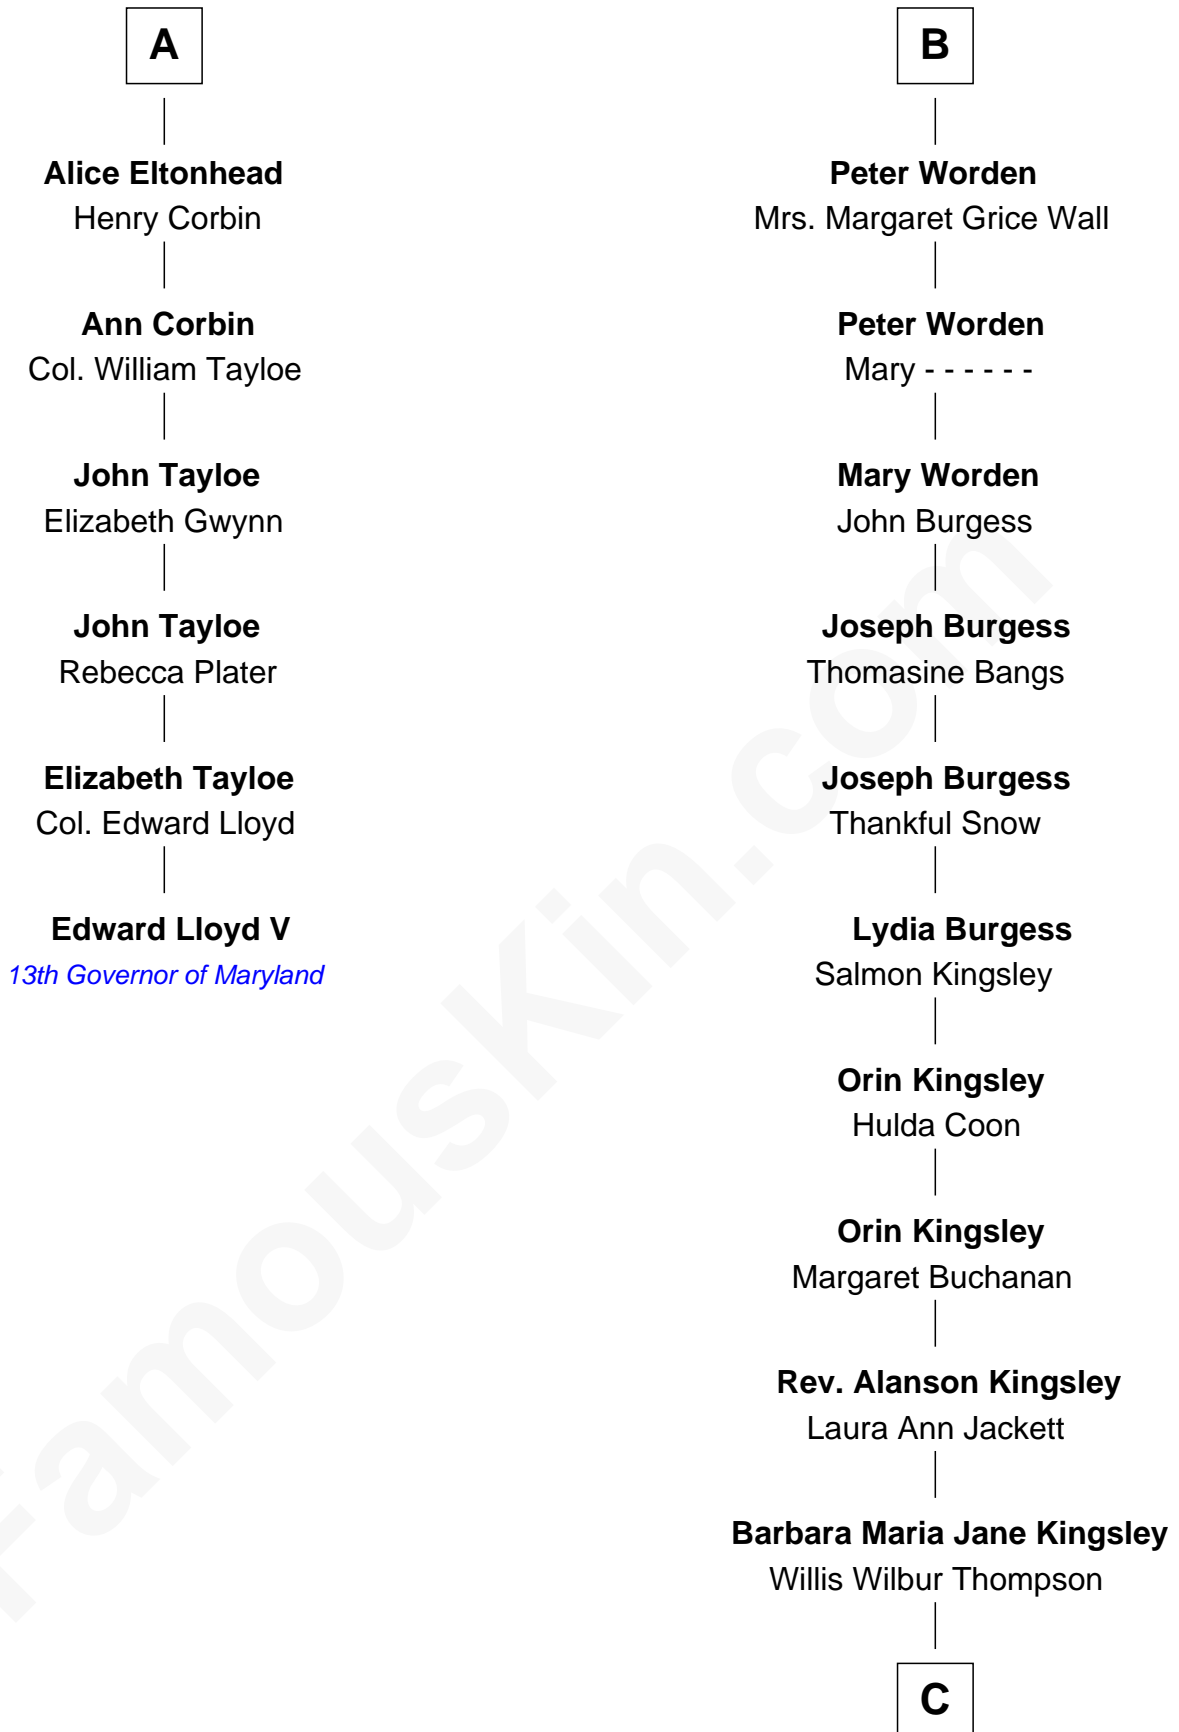 A
Alice Eltonhead
Henry Corbin
Ann Corbin
Col. William Tayloe
John Tayloe
Elizabeth Gwynn
John Tayloe
Rebecca Plater
Elizabeth Tayloe
Col. Edward Lloyd
Edward Lloyd V
13th Governor of Maryland
B
Peter Worden
Mrs. Margaret Grice Wall
Peter Worden
Mary - - - - - -
Mary Worden
John Burgess
Joseph Burgess
Thomasine Bangs
Joseph Burgess
Thankful Snow
Lydia Burgess
Salmon Kingsley
Orin Kingsley
Hulda Coon
Orin Kingsley
Margaret Buchanan
Rev. Alanson Kingsley
Laura Ann Jackett
Barbara Maria Jane Kingsley
Willis Wilbur Thompson
C
FamousKin.com